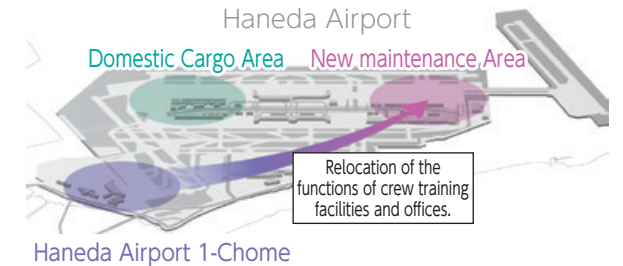 Haneda Airport
Domestic Cargo Area
New maintenance Area
Relocation of the
functions of crew training
facilities and offices.
Haneda Airport 1-Chome